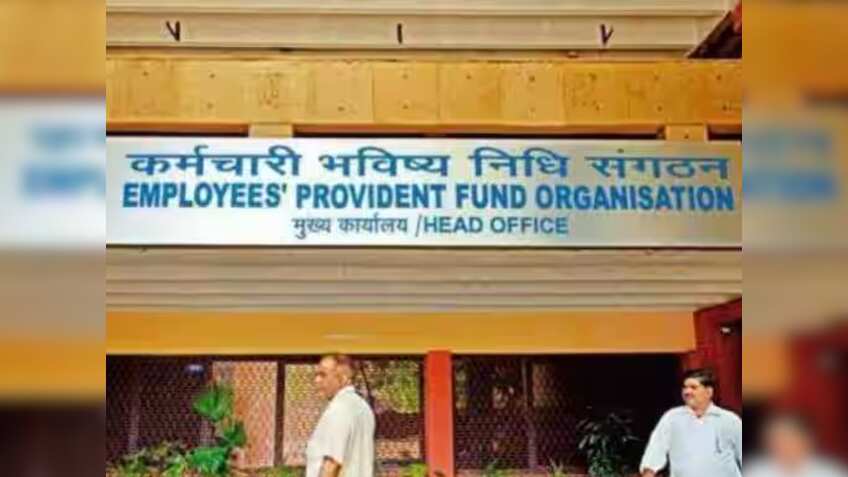 कर्मचारी भविष्य निधि संगठन
EMPLOYEES' PROVIDENT FUND ORGANISATION
मुख्य कार्यालय /HEAD OFFICE